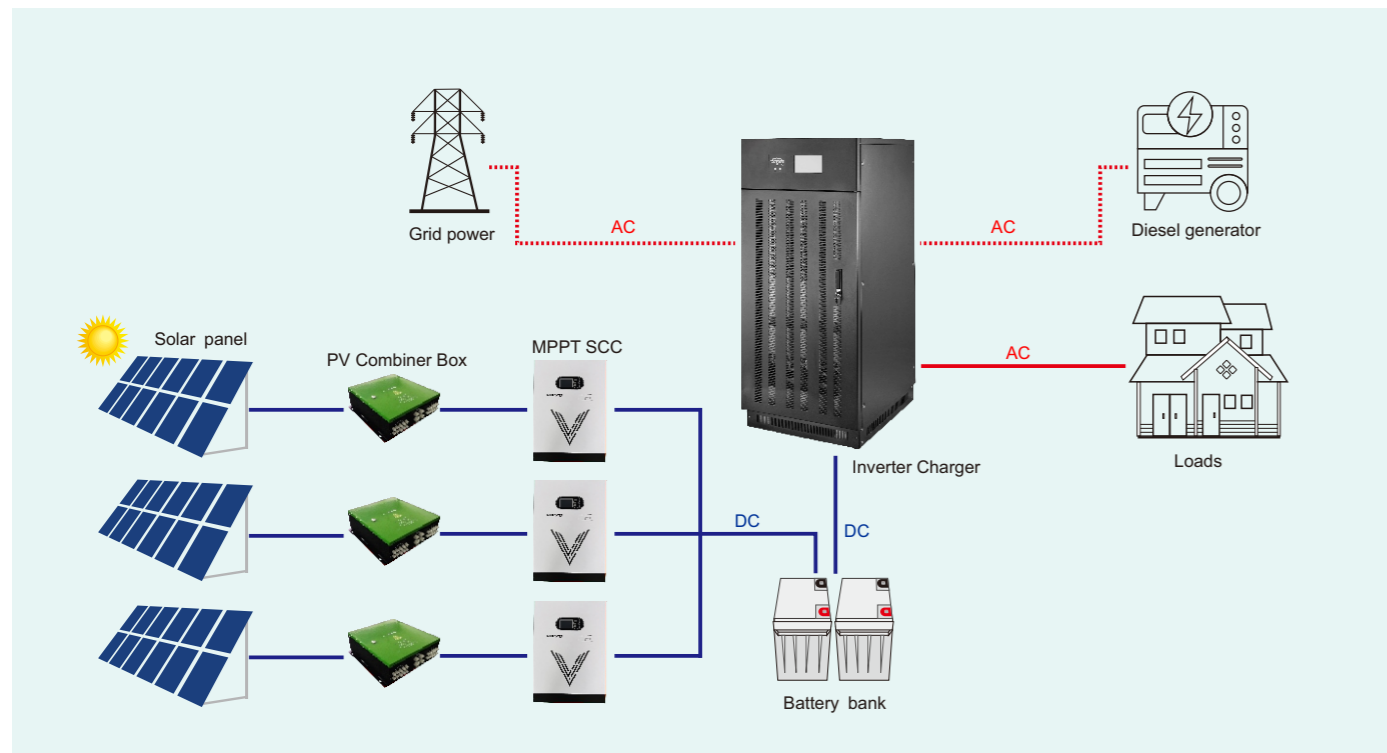 Grid power
AC
AC
Diesel generator
AC
Loads
Inverter Charger
Solar panel
PV Combiner Box
MPPT SCC
DC
DC
Battery bank